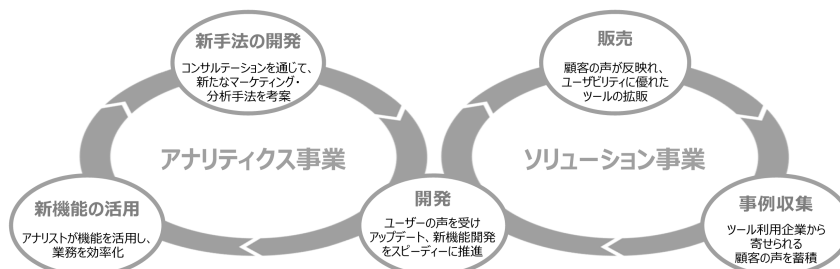 新手法の開発
コンサルテーションを通じて、
新たなマーケティング・
分析手法を考案
アナリティクス事業
新機能の活用
アナリストが機能を活用し、
業務を効率化
開発
ユーザーの声を受け
アップデート、新機能開発
をスピーディーに推進
販売
顧客の声が反映れ、
ユーザビリティに優れた
ツールの拡販
ソリューション事業
事例収集
ツール利用企業から
寄せられる
顧客の声を蓄積